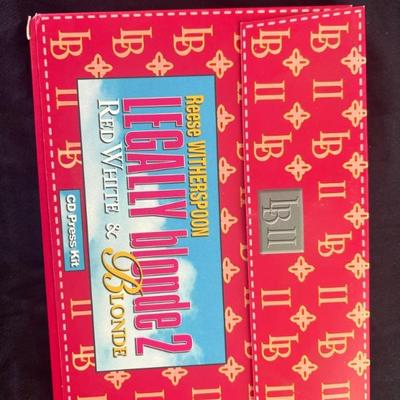 Reese WITHERSPOON
LEGALLY blonde 2
RED WHITE & BLONDE
CD Press Kit
LB II